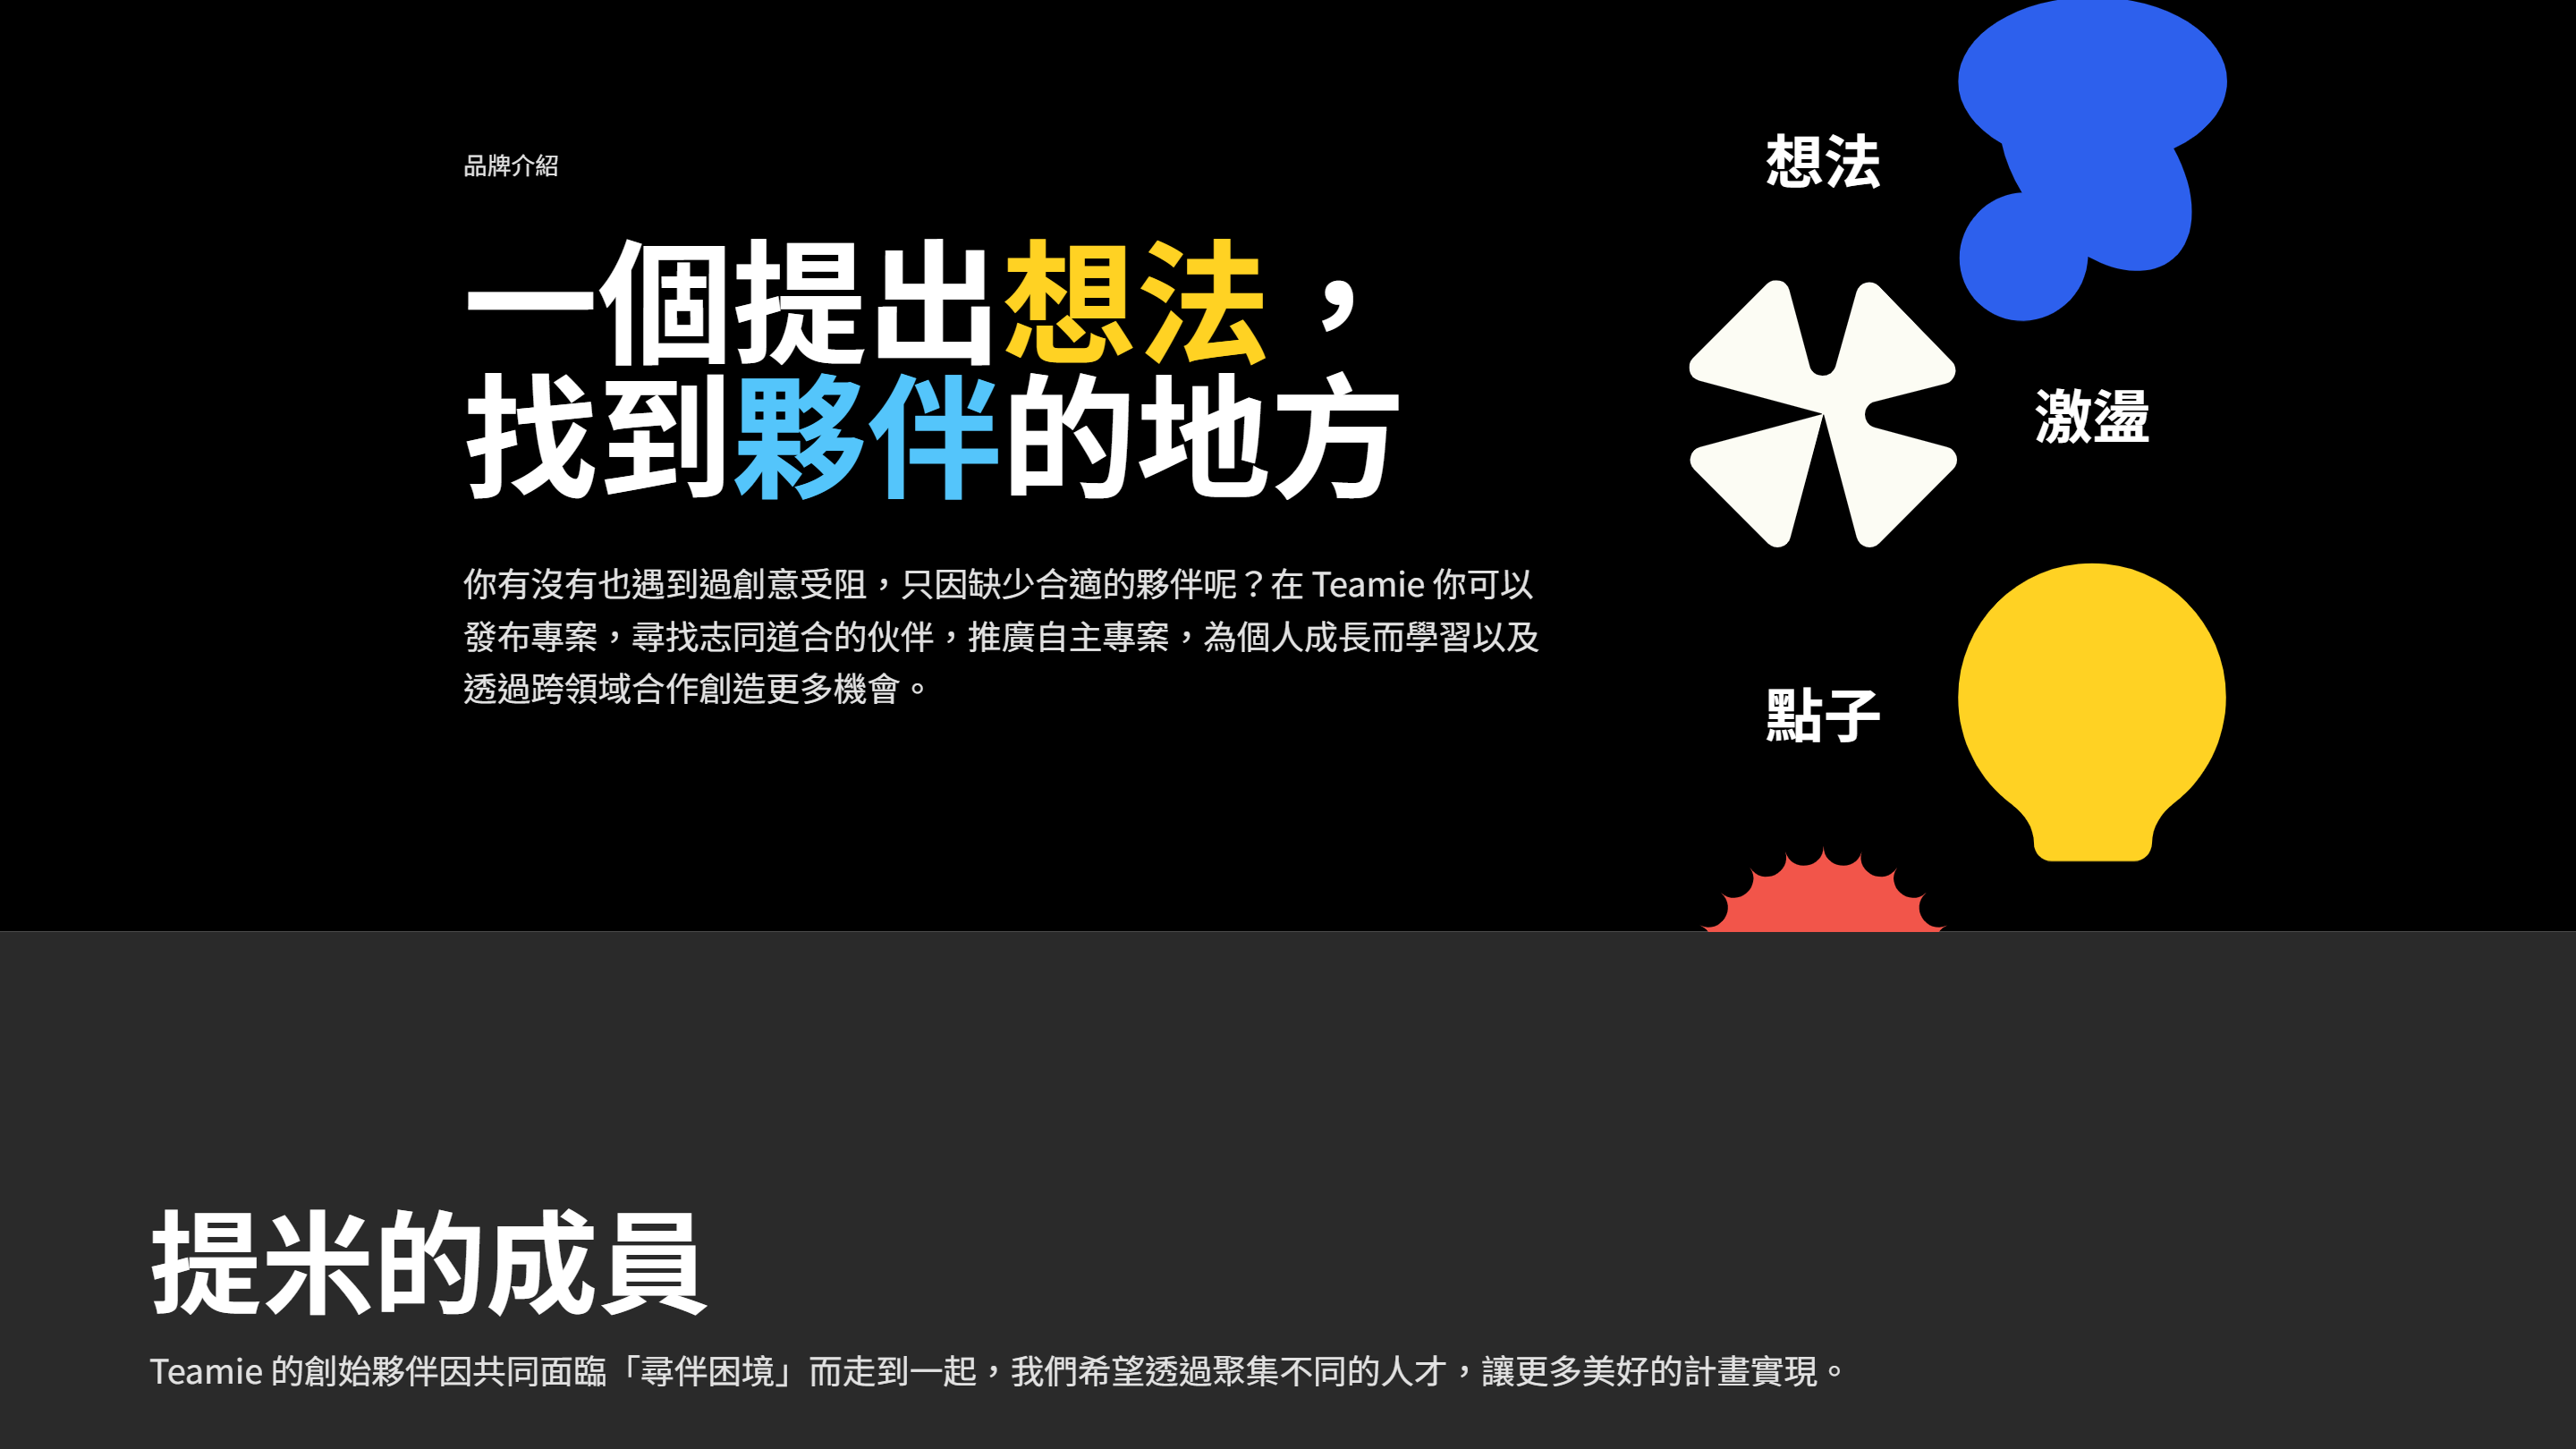 品牌介紹
一個提出想法，
找到夥伴的地方
你有沒有也遇到過創意受阻，只因缺少合適的夥伴呢？在 Teamie 你可以
發布專案，尋找志同道合的伙伴，推廣自主專案，為個人成長而學習以及
透過跨領域合作創造更多機會。
想法
激盪
點子
提米的成員
Teamie 的創始夥伴因共同面臨「尋伴困境」而走到一起，我們希望透過聚集不同的人才，讓更多美好的計畫實現。